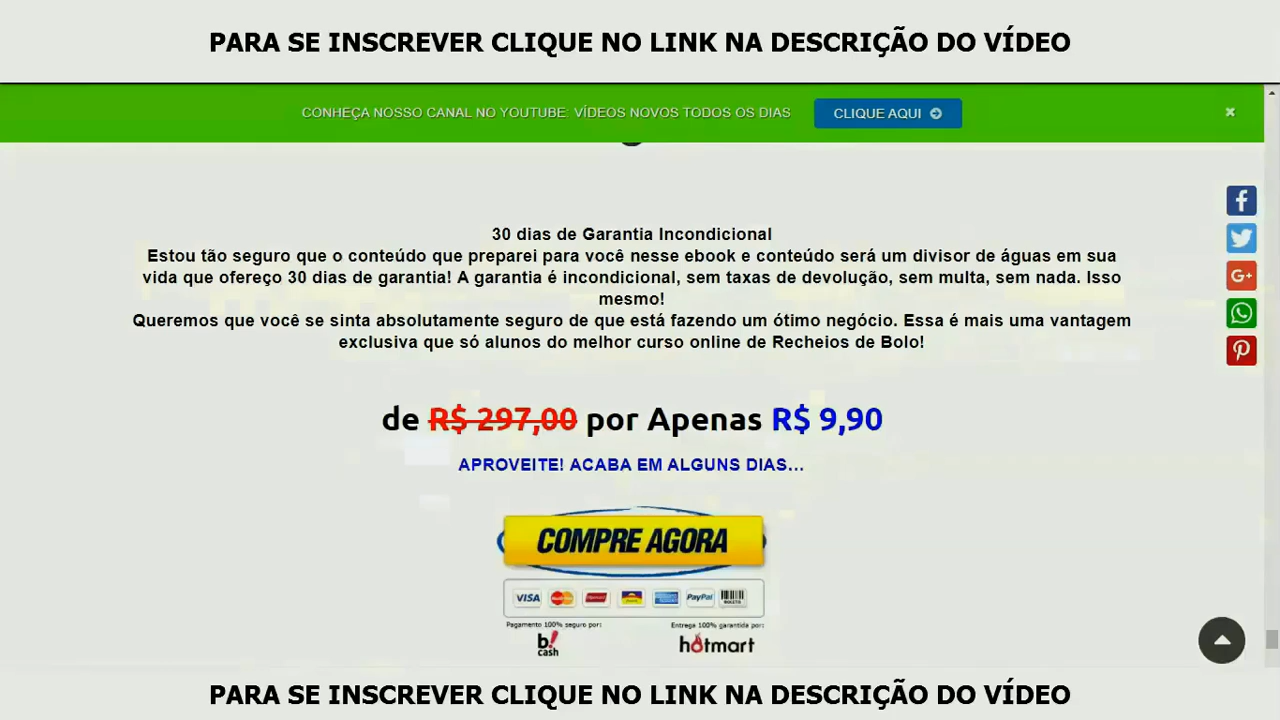 PARA SE INSCREVER CLIQUE NO LINK NA DESCRIÇÃO DO VÍDEO
CONHEÇA NOSSO CANAL NO YOUTUBE: VÍDEOS NOVOS TODOS OS DIAS
CLIQUE AQUI
30 dias de Garantia Incondicional
Estou tão seguro que o conteúdo que preparei para você nesse ebook e conteúdo será um divisor de águas em sua
vida que ofereço 30 dias de garantia! A garantia é incondicional, sem taxas de devolução, sem multa, sem nada. Isso
mesmo!
Queremos que você se sinta absolutamente seguro de que está fazendo um ótimo negócio. Essa é mais uma vantagem
exclusiva que só alunos do melhor curso online de Recheios de Bolo!
de R$ 297,00 por Apenas R$ 9,90
APROVEITE! ACABA EM ALGUNS DIAS...
COMPRE AGORA
VISA MasterCard PayPal
Pagamento 100% seguro por: Entrega 100% garantida por:
b!cash hotmart
PARA SE INSCREVER CLIQUE NO LINK NA DESCRIÇÃO DO VÍDEO